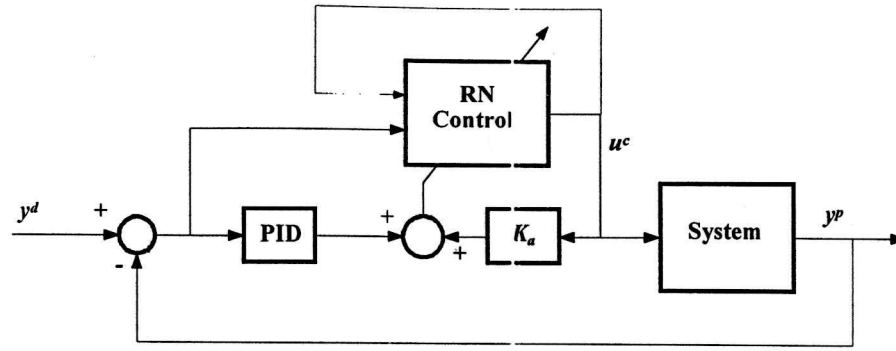 RN
Control
u^c
y^d
+
-
PID
+
+
K_a
System
y^p